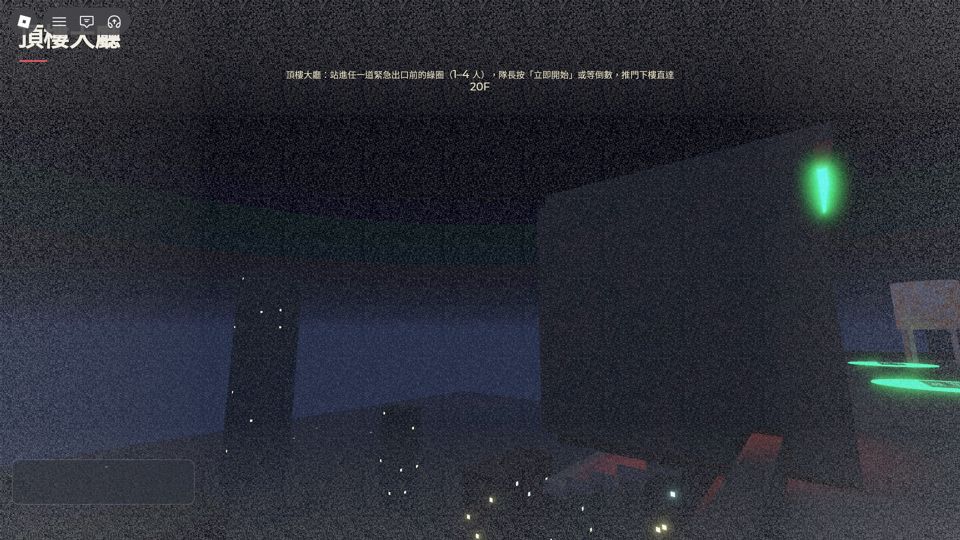 頂樓大廳
頂樓大廳：站進任一道緊急出口前的綠圈（1–4 人），隊長按「立即開始」或等倒數，推門下樓直達
20F